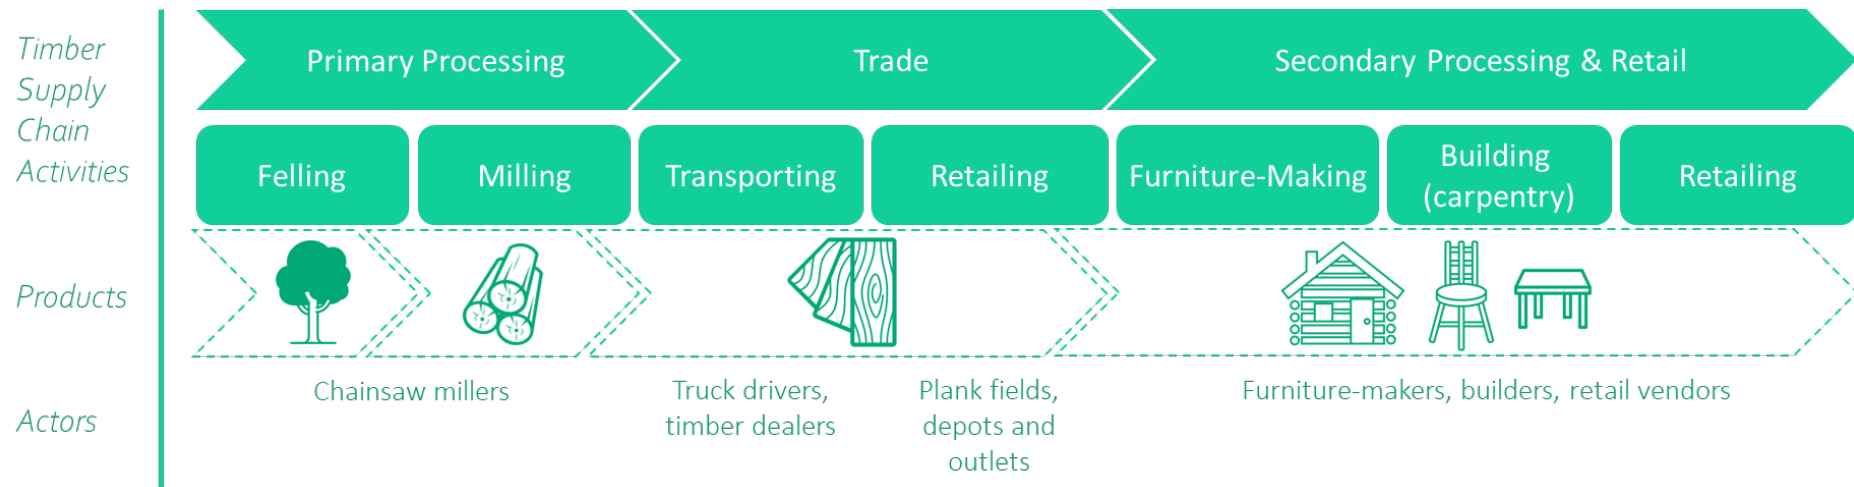 Timber
Supply
Chain
Activities
Primary Processing
Trade
Secondary Processing & Retail
Felling
Milling
Transporting
Retailing
Furniture-Making
Building
(carpentry)
Retailing
Products
Actors
Chainsaw millers
Truck drivers,
timber dealers
Plank fields,
depots and
outlets
Furniture-makers, builders, retail vendors